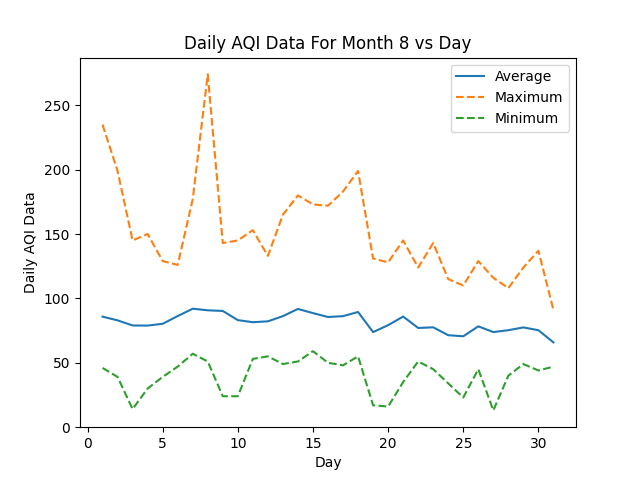 Daily AQI Data For Month 8 vs Day
Average
Maximum
Minimum
Daily AQI Data
250
200
150
100
50
0
0 5 10 15 20 25 30
Day